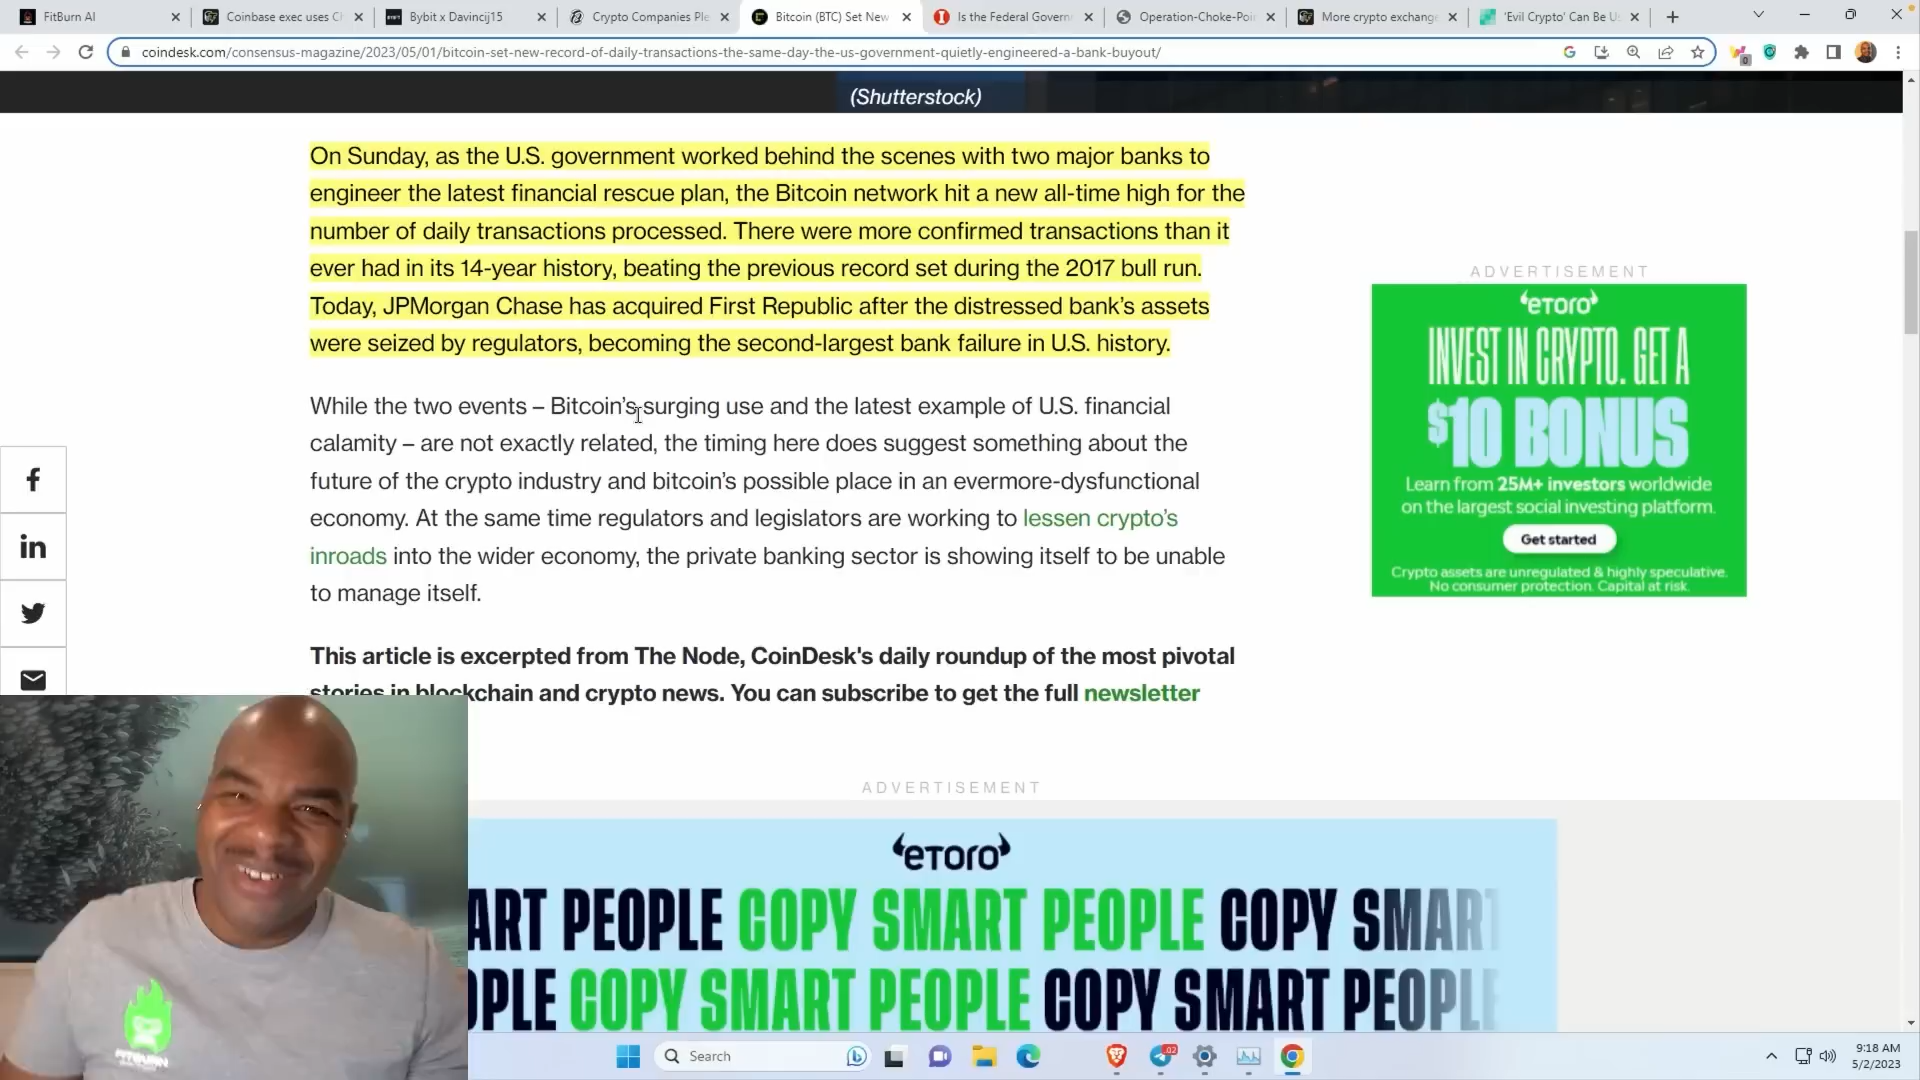 FitBurn AI
Coinbase exec uses Ch
Bybit x Davincij15
Crypto Companies Ple
Bitcoin (BTC) Set New
Is the Federal Govern
Operation-Choke-Poi
More crypto exchange
'Evil Crypto' Can Be U
coindesk.com/consensus-magazine/2023/05/01/bitcoin-set-new-record-of-daily-transactions-the-same-day-the-us-government-quietly-engineered-a-bank-buyout/
(Shutterstock)
On Sunday, as the U.S. government worked behind the scenes with two major banks to
engineer the latest financial rescue plan, the Bitcoin network hit a new all-time high for the
number of daily transactions processed. There were more confirmed transactions than it
ever had in its 14-year history, beating the previous record set during the 2017 bull run.
Today, JPMorgan Chase has acquired First Republic after the distressed bank's assets
were seized by regulators, becoming the second-largest bank failure in U.S. history.
While the two events – Bitcoin's surging use and the latest example of U.S. financial
calamity – are not exactly related, the timing here does suggest something about the
future of the crypto industry and bitcoin's possible place in an evermore-dysfunctional
economy. At the same time regulators and legislators are working to lessen crypto's
inroads into the wider economy, the private banking sector is showing itself to be unable
to manage itself.
This article is excerpted from The Node, CoinDesk's daily roundup of the most pivotal
stories in blockchain and crypto news. You can subscribe to get the full newsletter
ADVERTISEMENT
eToro
INVEST IN CRYPTO. GET A
$10 BONUS
Learn from 25M+ investors worldwide
on the largest social investing platform.
Get started
Crypto assets are unregulated & highly speculative.
No consumer protection. Capital at risk.
ADVERTISEMENT
eToro
ART PEOPLE COPY SMART PEOPLE COPY SMART
OPLE COPY SMART PEOPLE COPY SMART PEOPLE
FITBURN
Search
9:18 AM
5/2/2023